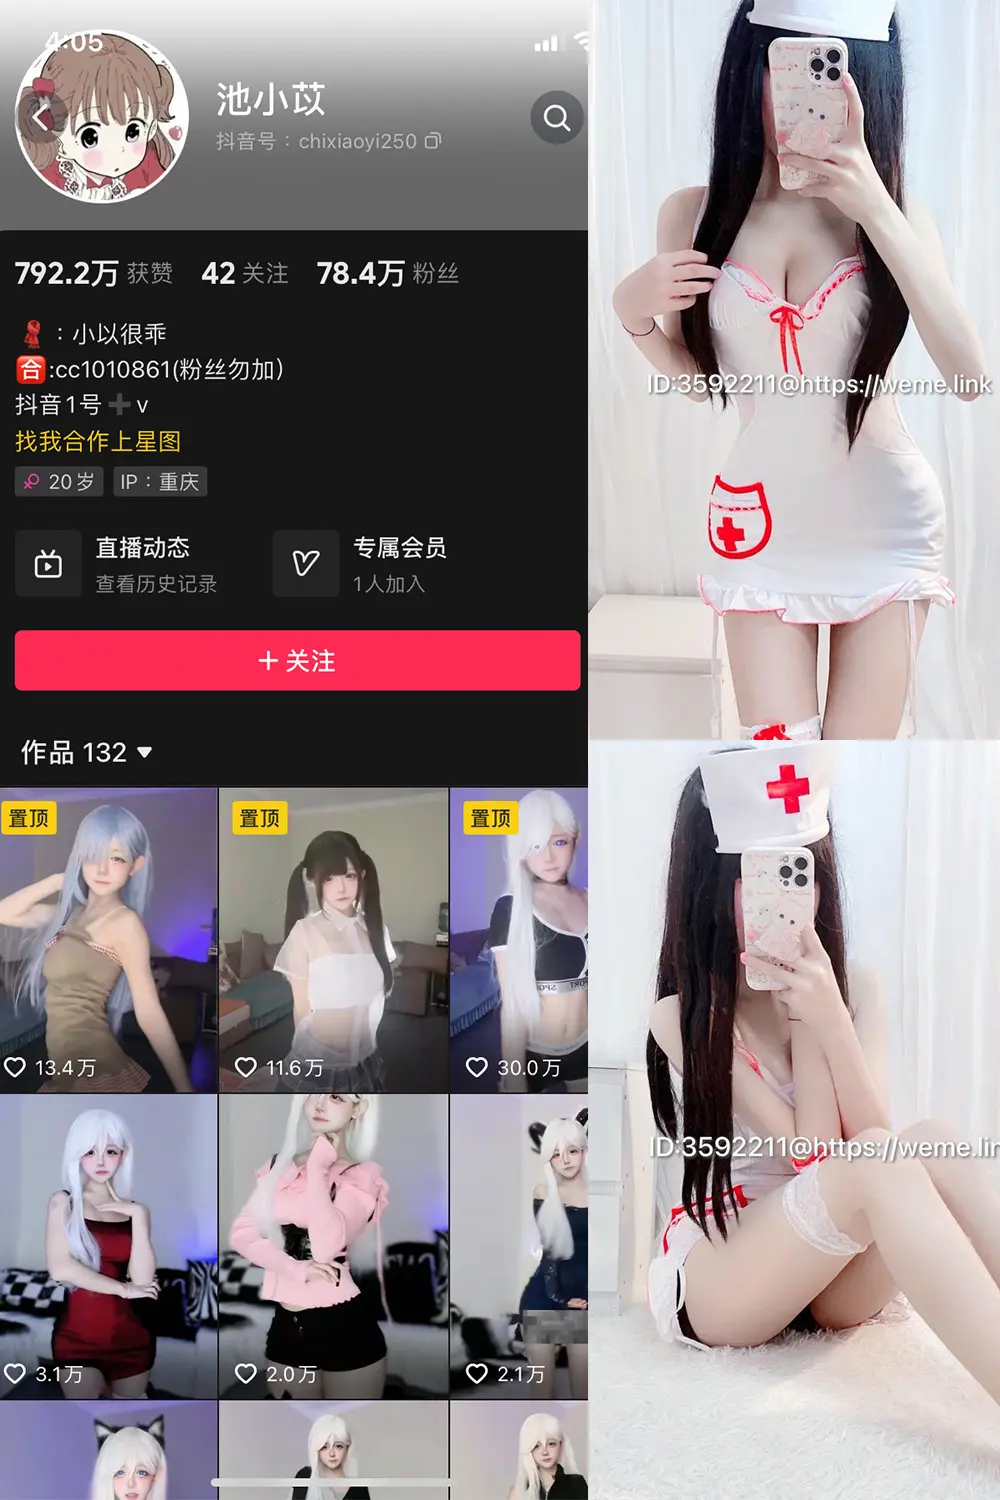 4:05
池小苡
抖音号：chixiaoyi250
792.2万 获赞 42 关注 78.4万 粉丝
：小以很乖
合:cc1010861(粉丝勿加)
抖音1号➕v
找我合作上星图
20岁 IP：重庆
直播动态
查看历史记录
专属会员
1人加入
+ 关注
作品 132
置顶
置顶
置顶
13.4万
11.6万
30.0万
SPORT
3.1万
2.0万
2.1万
ID:3592211@https://weme.link
ID:3592211@https://weme.lin